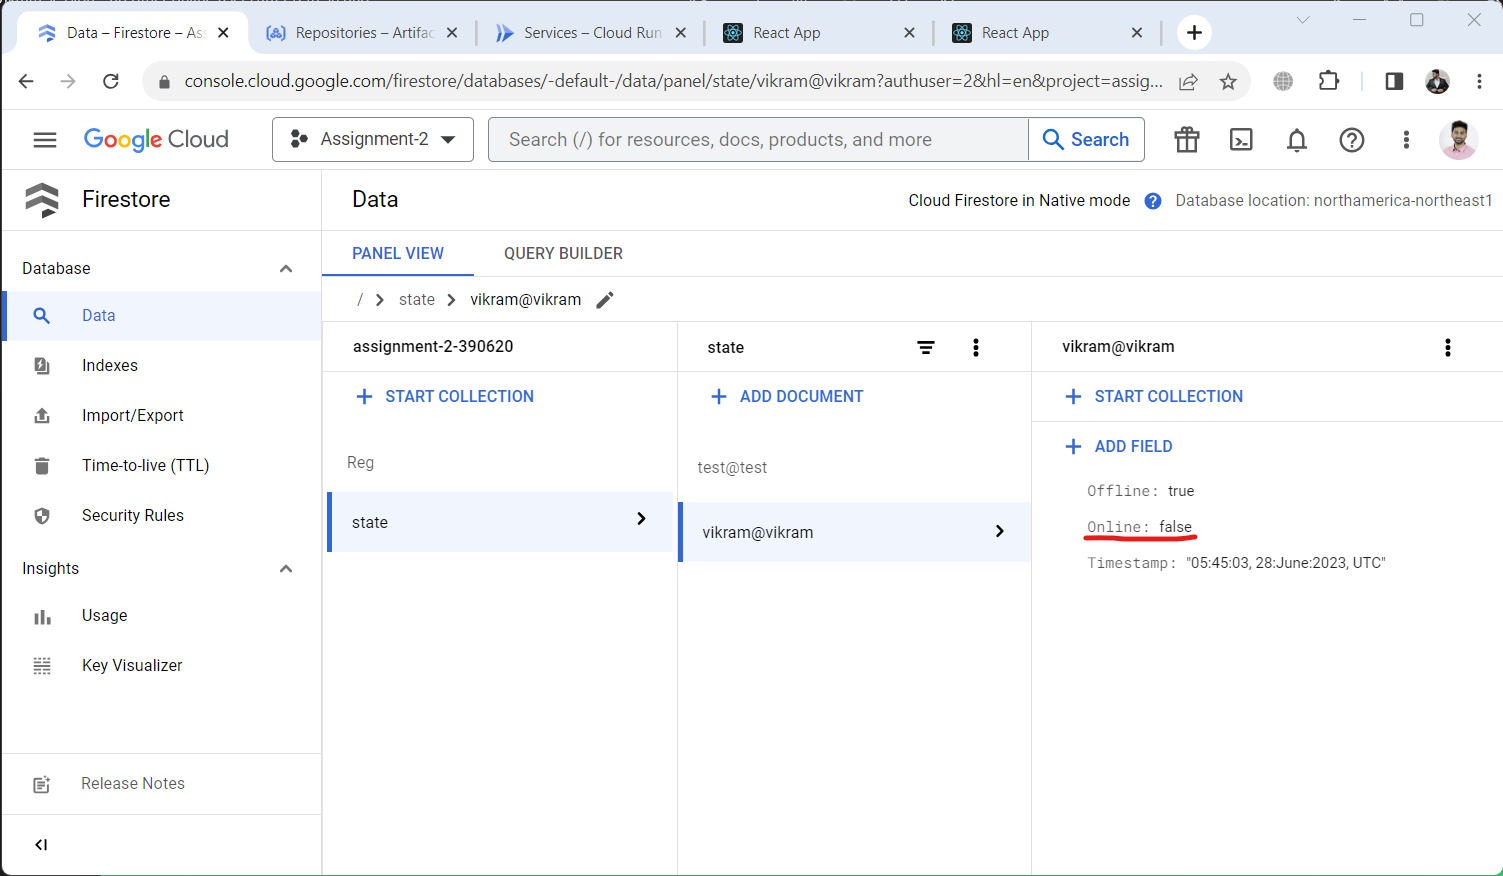 Data – Firestore – Ass
Repositories – Artifac
Services – Cloud Run
React App
React App
console.cloud.google.com/firestore/databases/-default-/data/panel/state/vikram@vikram?authuser=2&hl=en&project=assig...
Google Cloud
Assignment-2
Search (/) for resources, docs, products, and more
Search
Firestore
Data
Cloud Firestore in Native mode
Database location: northamerica-northeast1
PANEL VIEW
QUERY BUILDER
Database
Data
Indexes
Import/Export
Time-to-live (TTL)
Security Rules
Insights
Usage
Key Visualizer
Release Notes
/ state vikram@vikram
assignment-2-390620
START COLLECTION
Reg
state
state
ADD DOCUMENT
test@test
vikram@vikram
vikram@vikram
START COLLECTION
ADD FIELD
Offline: true
Online: false
Timestamp: "05:45:03, 28:June:2023, UTC"